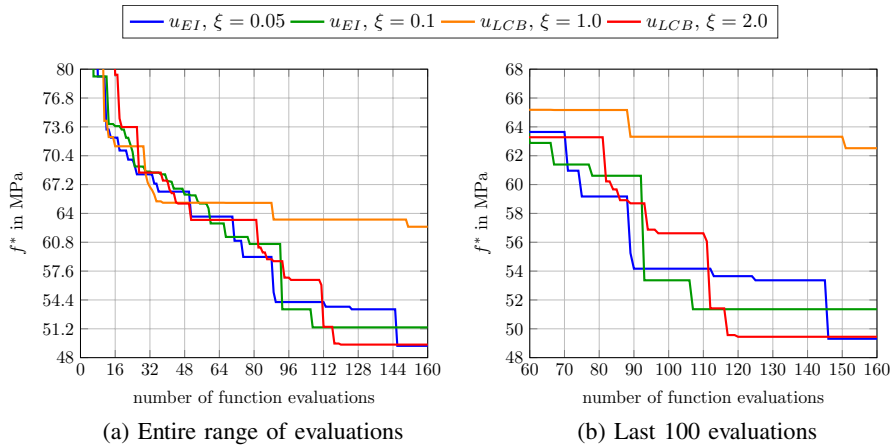 u_EI, ξ = 0.05 u_EI, ξ = 0.1 u_LCB, ξ = 1.0 u_LCB, ξ = 2.0
80
76.8
73.6
70.4
67.2
64
60.8
57.6
54.4
51.2
48
f* in MPa
0 16 32 48 64 80 96 112 128 144 160
number of function evaluations
(a) Entire range of evaluations
68
66
64
62
60
58
56
54
52
50
48
f* in MPa
60 70 80 90 100 110 120 130 140 150 160
number of function evaluations
(b) Last 100 evaluations